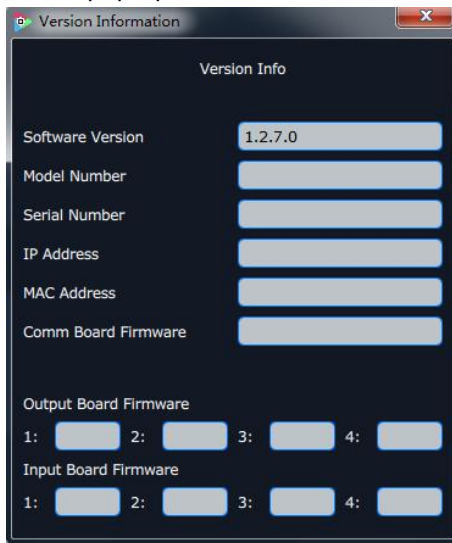 Version Information
Version Info
Software Version 1.2.7.0
Model Number
Serial Number
IP Address
MAC Address
Comm Board Firmware
Output Board Firmware
1: 2: 3: 4:
Input Board Firmware
1: 2: 3: 4: